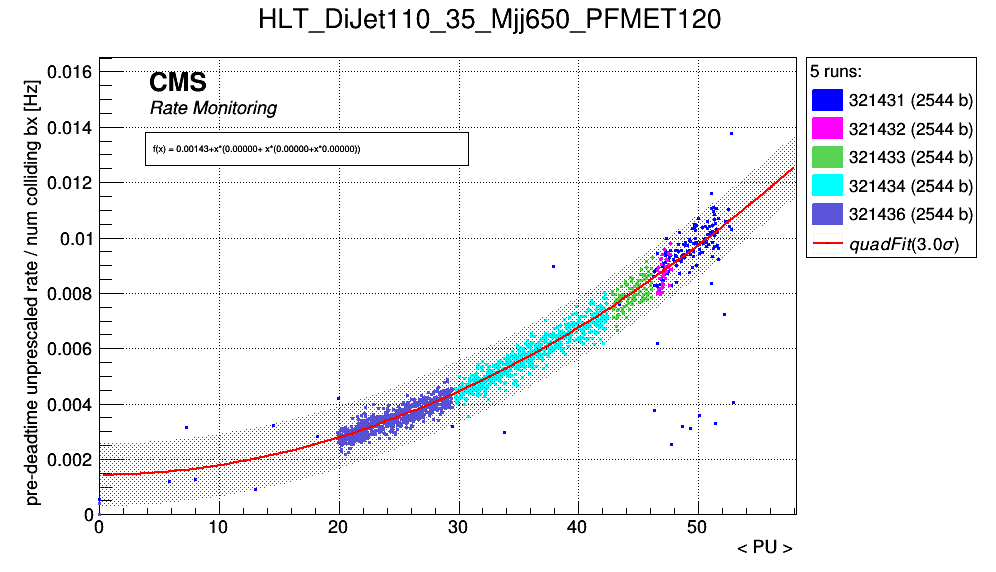 HLT_DiJet110_35_Mjj650_PFMET120
pre-deadtime unprescaled rate / num colliding bx [Hz]
0.016
0.014
0.012
0.01
0.008
0.006
0.004
0.002
0
CMS
Rate Monitoring
f(x) = 0.00143+x*(0.00000+ x*(0.00000+x*0.00000))
0 10 20 30 40 50
< PU >
5 runs:
321431 (2544 b)
321432 (2544 b)
321433 (2544 b)
321434 (2544 b)
321436 (2544 b)
quadFit(3.0σ)